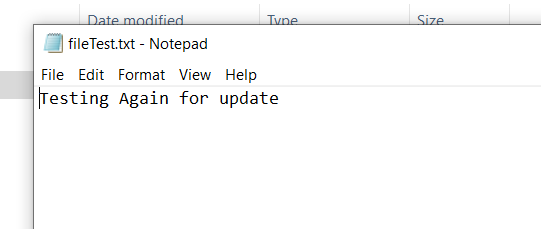 Date modified Type Size
fileTest.txt - Notepad
File Edit Format View Help
Testing Again for update